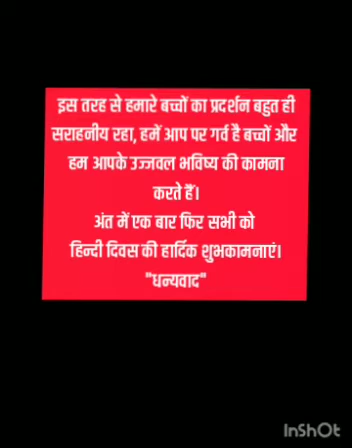 इस तरह से हमारे बच्चों का प्रदर्शन बहुत ही
सराहनीय रहा, हमें आप पर गर्व है बच्चों और
हम आपके उज्जवल भविष्य की कामना
करते हैं।
अंत में एक बार फिर सभी को
हिन्दी दिवस की हार्दिक शुभकामनाएं।
"धन्यवाद"
InShOt